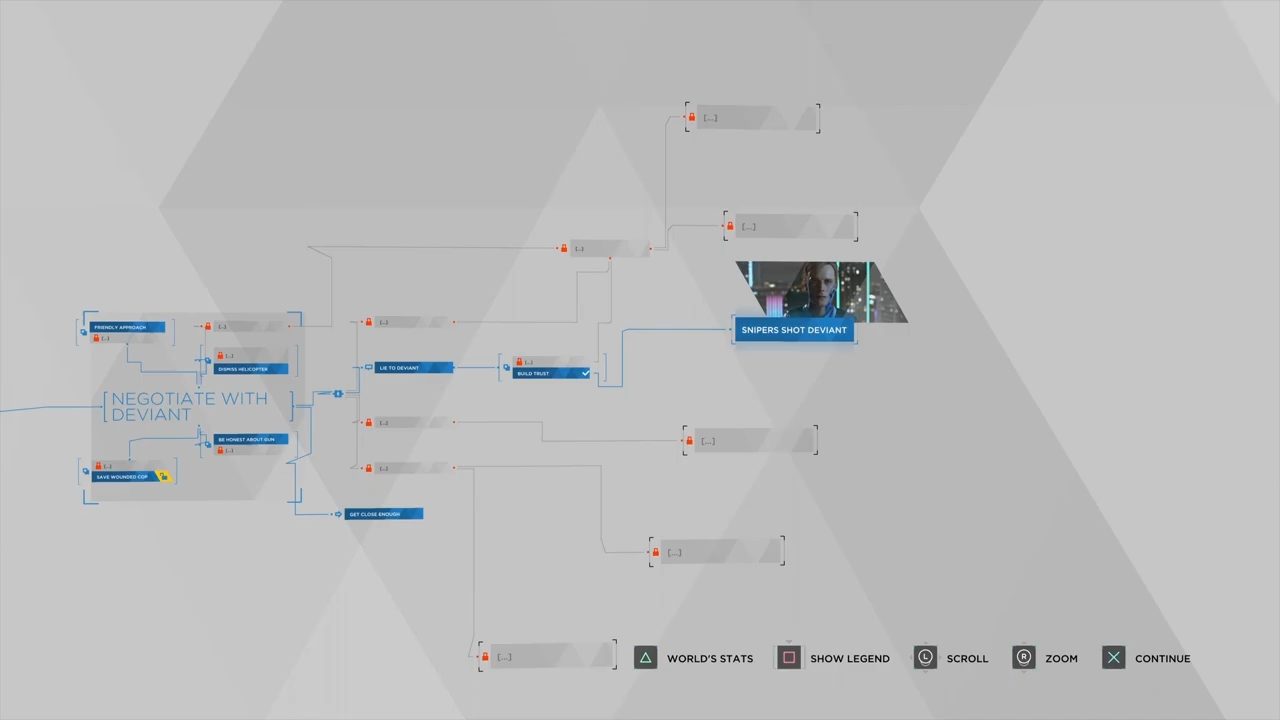 [...]
[...]
[...]
SNIPERS SHOT DEVIANT
FRIENDLY APPROACH
[...]
[...]
[...]
DISMISS HELICOPTER
[...]
LIE TO DEVIANT
[...]
BUILD TRUST
NEGOTIATE WITH
DEVIANT
[...]
[...]
BE HONEST ABOUT GUN
[...]
[...]
SAVE WOUNDED COP
[...]
GET CLOSE ENOUGH
[...]
[...]
WORLD'S STATS
SHOW LEGEND
L
SCROLL
R
ZOOM
CONTINUE